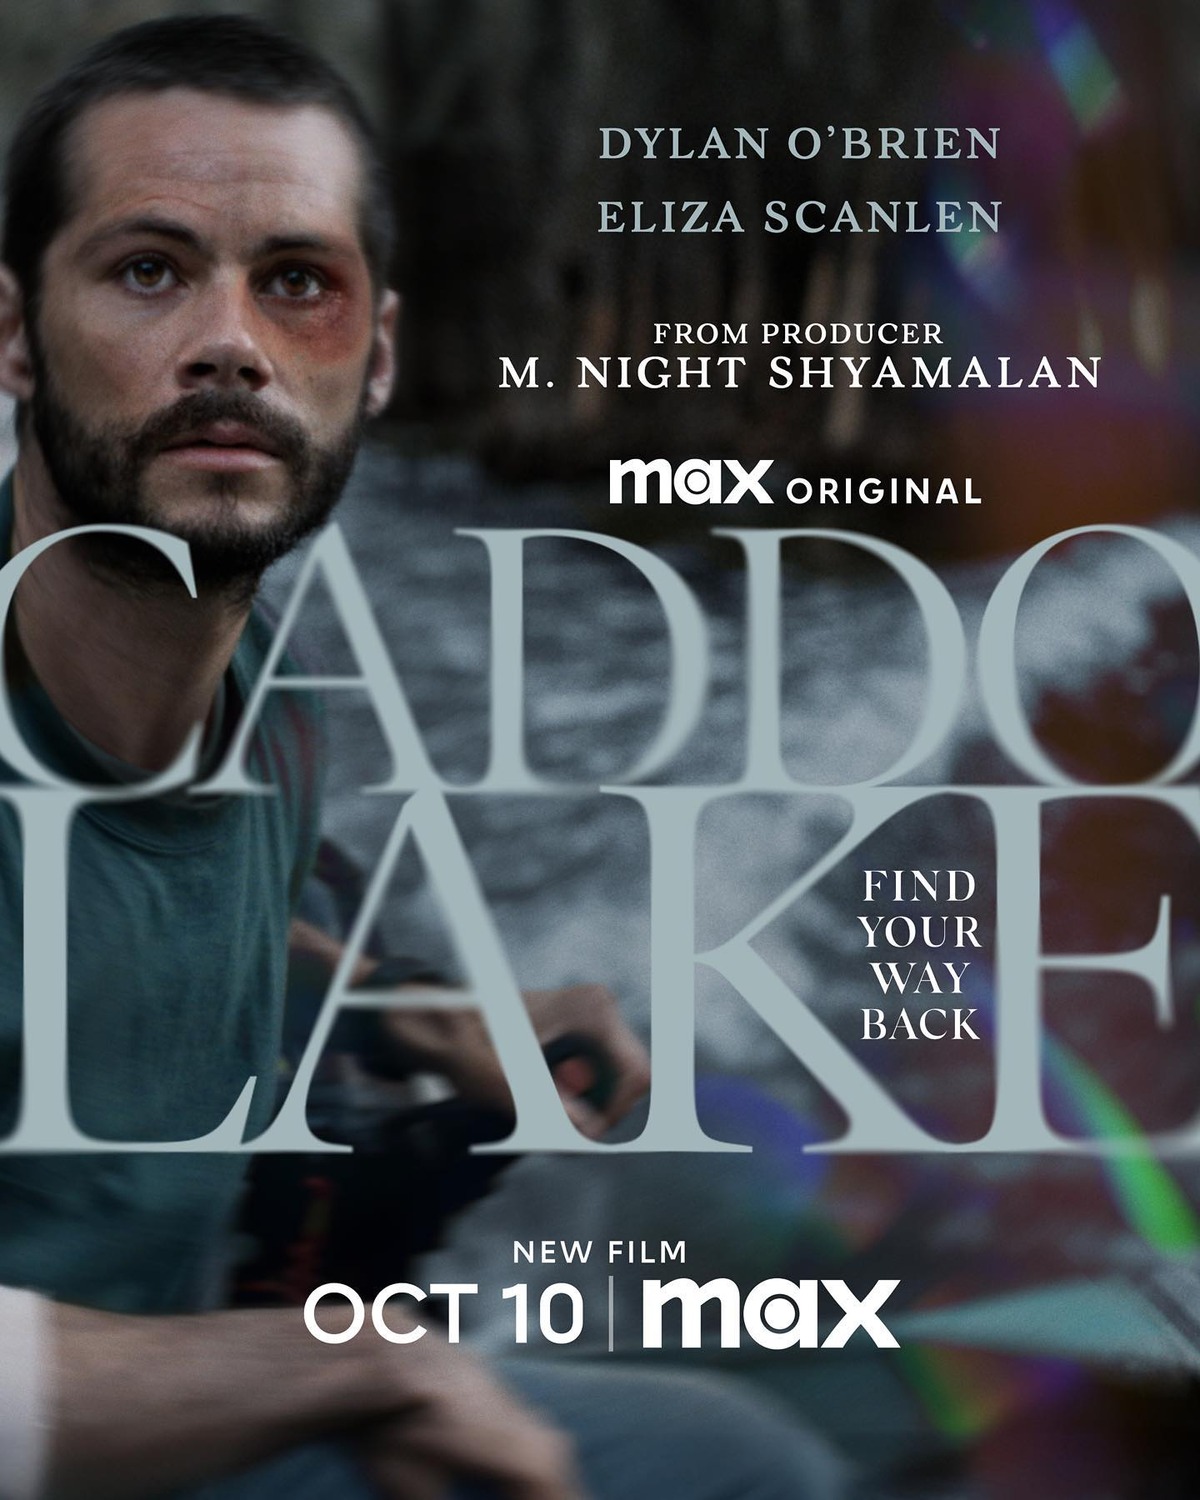 DYLAN O’BRIEN
ELIZA SCANLEN
FROM PRODUCER
M. NIGHT SHYAMALAN
max ORIGINAL
CADDO
LAKE
FIND
YOUR
WAY
BACK
NEW FILM
OCT 10 | max